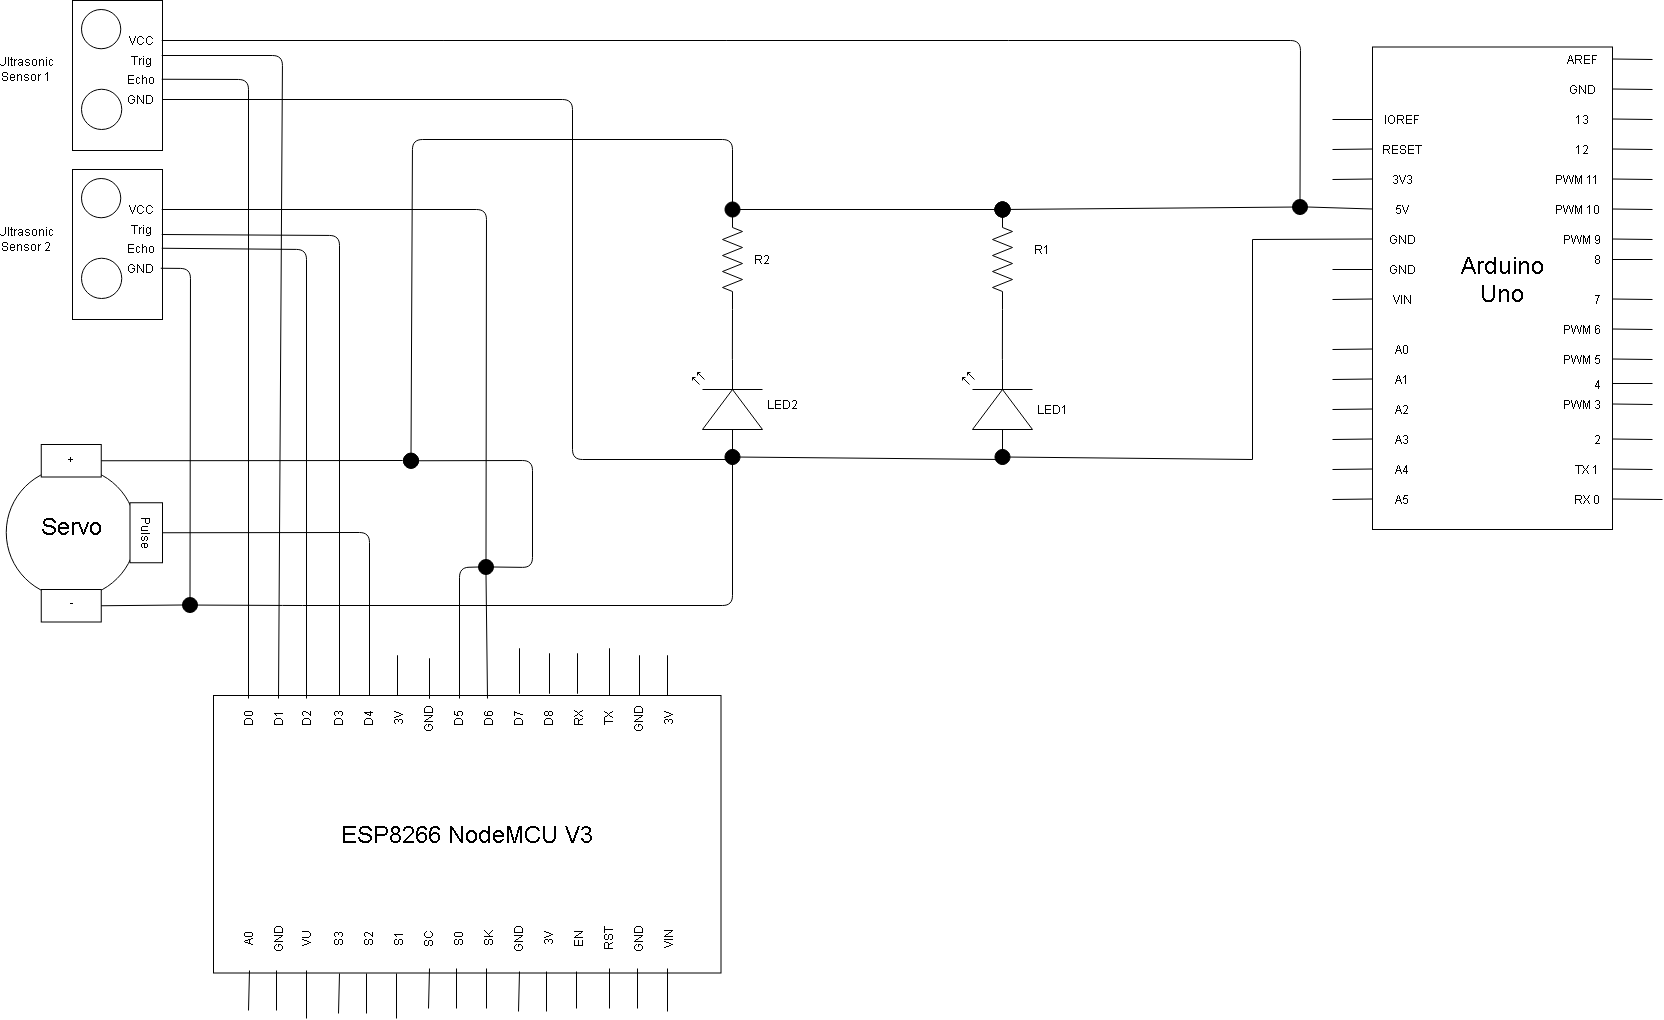 Ultrasonic
Sensor 1
VCC
Trig
Echo
GND
Ultrasonic
Sensor 2
VCC
Trig
Echo
GND
+
Servo
Pulse
-
R2
R1
LED2
LED1
IOREF
RESET
3V3
5V
GND
GND
VIN
A0
A1
A2
A3
A4
A5
Arduino
Uno
AREF
GND
13
12
PWM 11
PWM 10
PWM 9
8
7
PWM 6
PWM 5
4
PWM 3
2
TX 1
RX 0
D0
D1
D2
D3
D4
3V
GND
D5
D6
D7
D8
RX
TX
GND
3V
ESP8266 NodeMCU V3
A0
GND
VU
S3
S2
S1
SC
S0
SK
GND
3V
EN
RST
GND
VIN